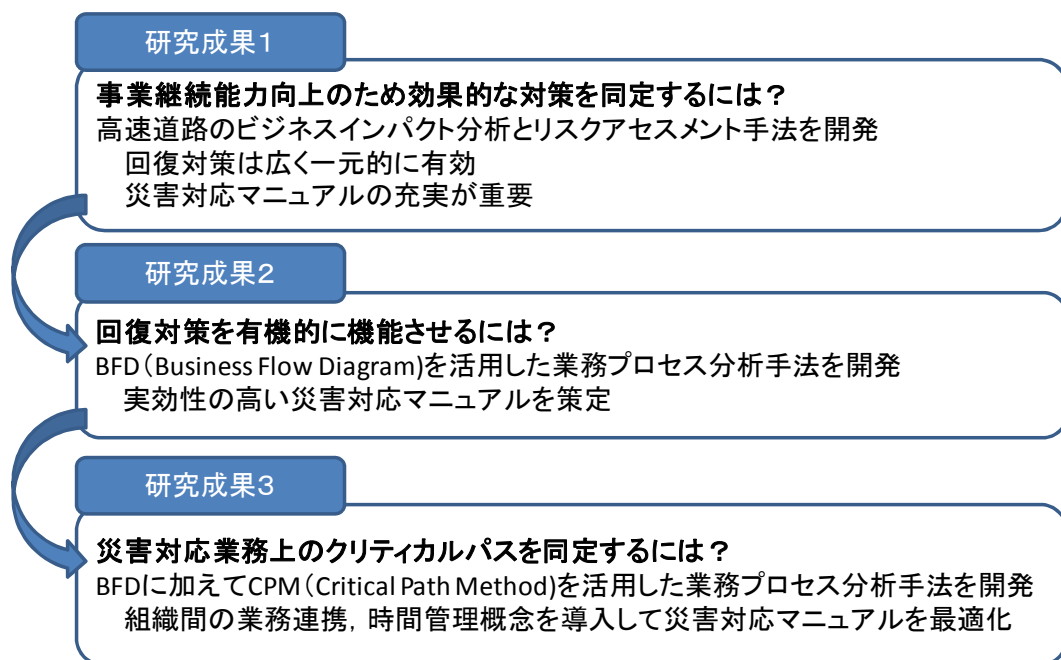 研究成果1
事業継続能力向上のため効果的な対策を同定するには？
高速道路のビジネスインパクト分析とリスクアセスメント手法を開発
回復対策は広く一元的に有効
災害対応マニュアルの充実が重要
研究成果2
回復対策を有機的に機能させるには？
BFD（Business Flow Diagram)を活用した業務プロセス分析手法を開発
実効性の高い災害対応マニュアルを策定
研究成果3
災害対応業務上のクリティカルパスを同定するには？
BFDに加えてCPM（Critical Path Method)を活用した業務プロセス分析手法を開発
組織間の業務連携，時間管理概念を導入して災害対応マニュアルを最適化